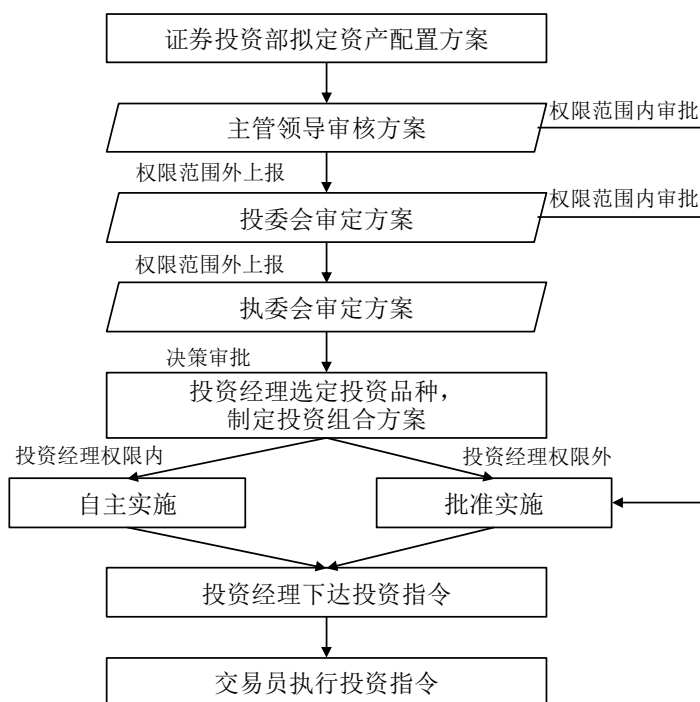 证券投资部拟定资产配置方案
主管领导审核方案
权限范围内审批
权限范围外上报
投委会审定方案
权限范围内审批
权限范围外上报
执委会审定方案
决策审批
投资经理选定投资品种，
制定投资组合方案
投资经理权限内
投资经理权限外
自主实施
批准实施
投资经理下达投资指令
交易员执行投资指令